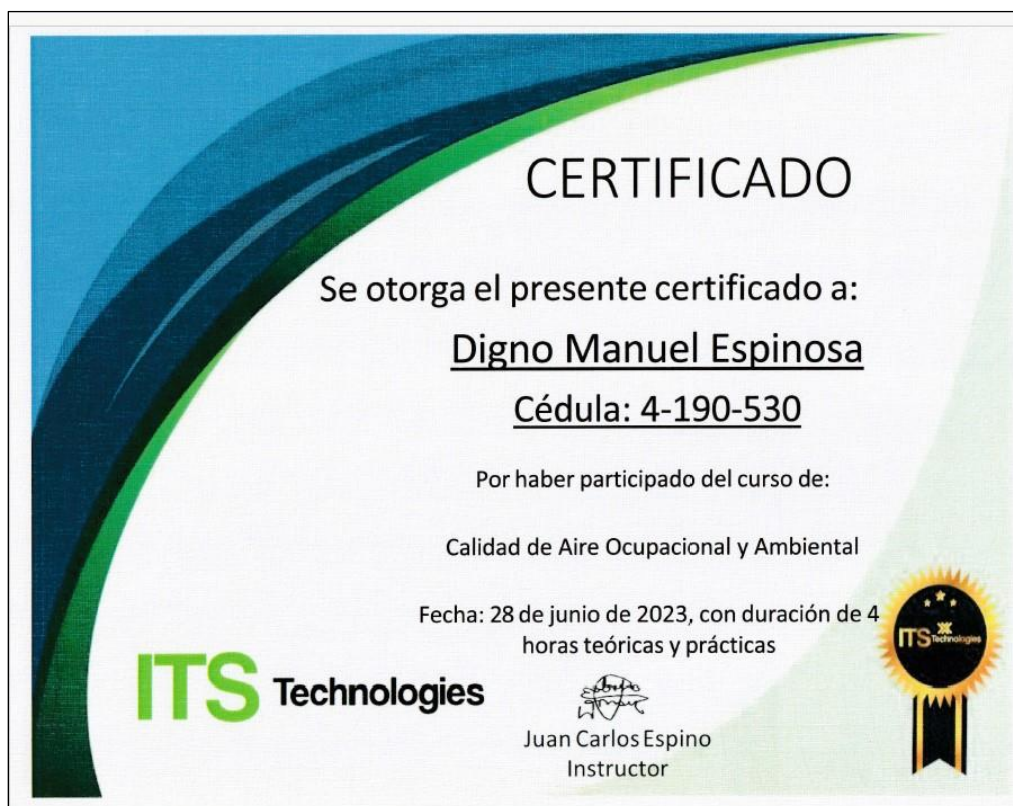 CERTIFICADO
Se otorga el presente certificado a:
Digno Manuel Espinosa
Cédula: 4-190-530
Por haber participado del curso de:
Calidad de Aire Ocupacional y Ambiental
Fecha: 28 de junio de 2023, con duración de 4
horas teóricas y prácticas
ITS Technologies
Juan Carlos Espino
Instructor
ITS Technologies